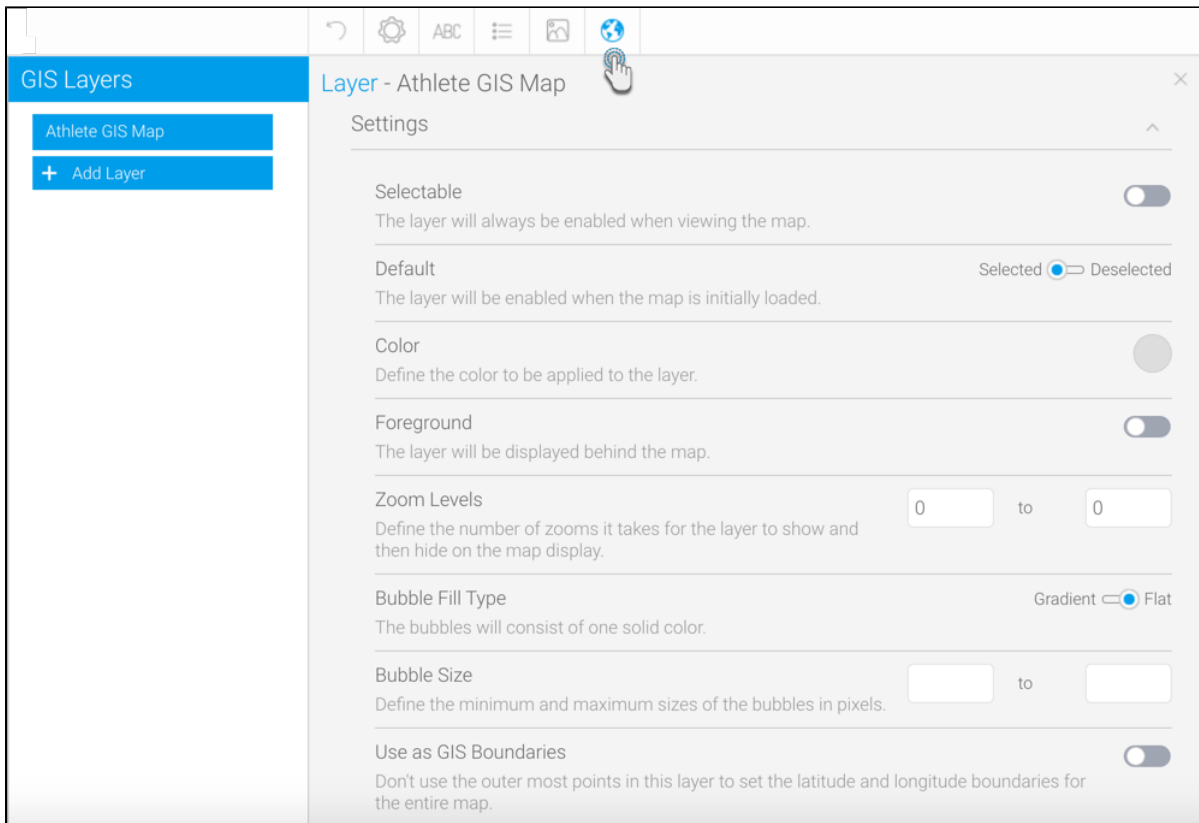 ABC
GIS Layers
Layer - Athlete GIS Map
Athlete GIS Map
+ Add Layer
Settings
Selectable
The layer will always be enabled when viewing the map.
Default
Selected Deselected
The layer will be enabled when the map is initially loaded.
Color
Define the color to be applied to the layer.
Foreground
The layer will be displayed behind the map.
Zoom Levels
0 to 0
Define the number of zooms it takes for the layer to show and
then hide on the map display.
Bubble Fill Type
Gradient Flat
The bubbles will consist of one solid color.
Bubble Size
to
Define the minimum and maximum sizes of the bubbles in pixels.
Use as GIS Boundaries
Don't use the outer most points in this layer to set the latitude and longitude boundaries for
the entire map.